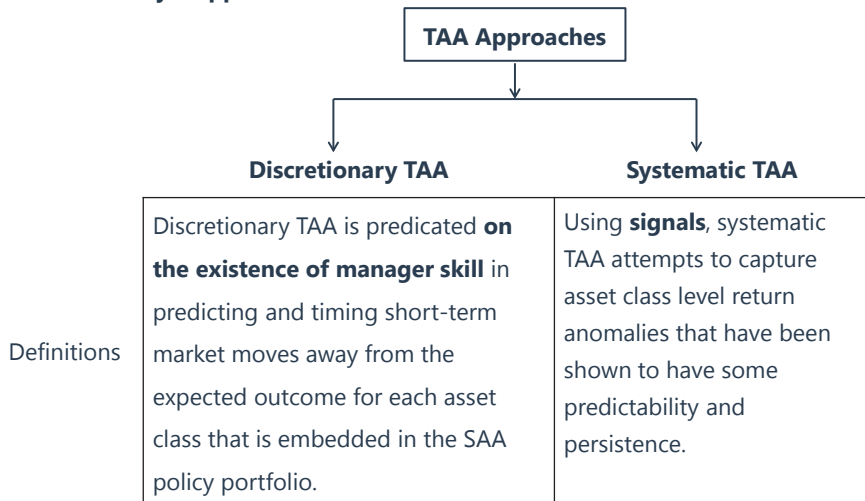 TAA Approaches
Discretionary TAA
Systematic TAA
Definitions
Discretionary TAA is predicated on
the existence of manager skill in
predicting and timing short-term
market moves away from the
expected outcome for each asset
class that is embedded in the SAA
policy portfolio.
Using signals, systematic
TAA attempts to capture
asset class level return
anomalies that have been
shown to have some
predictability and
persistence.